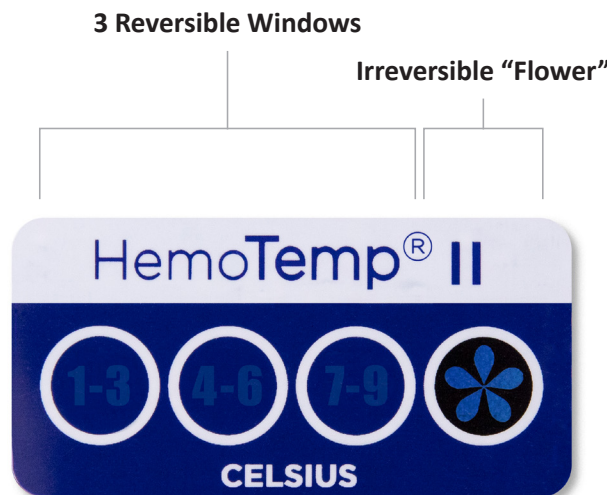 3 Reversible Windows
Irreversible “Flower”
HemoTemp® II
1-3 4-6 7-9
CELSIUS